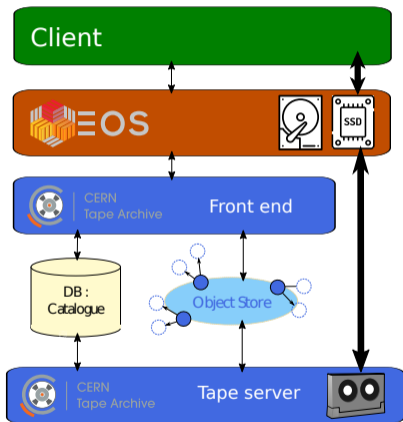 Client
EOS
SSD
CERN
Tape Archive
Front end
DB :
Catalogue
Object Store
CERN
Tape Archive
Tape server